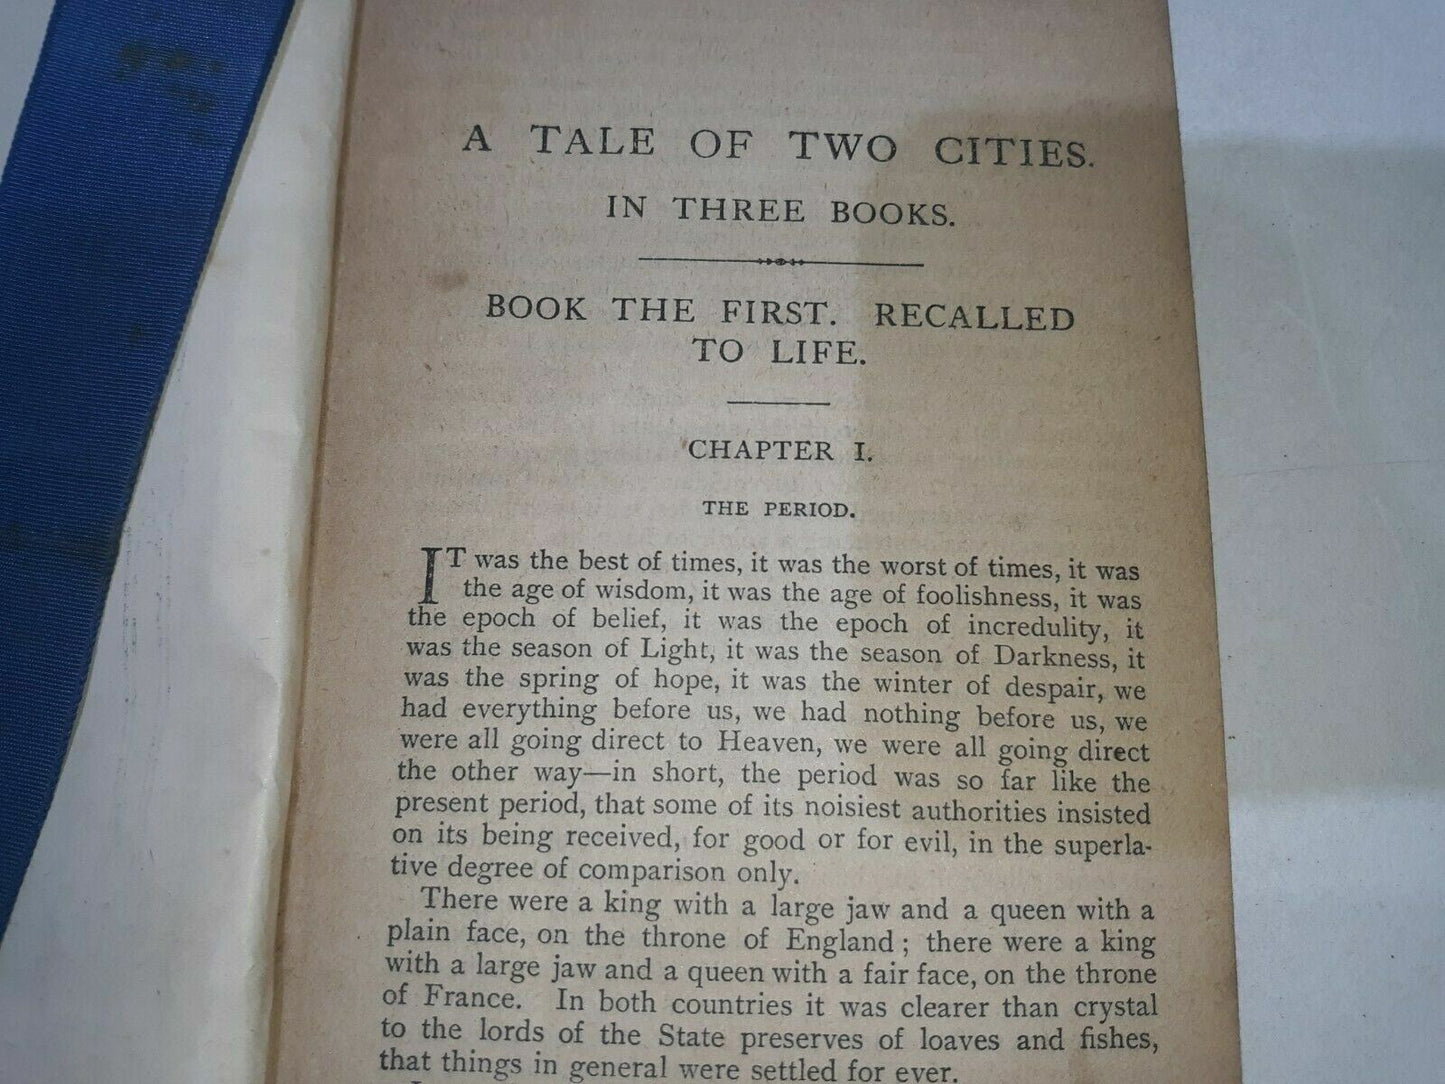 A TALE OF TWO CITIES.
IN THREE BOOKS.
BOOK THE FIRST. RECALLED
TO LIFE.
CHAPTER I.
THE PERIOD.
IT was the best of times, it was the worst of times, it was
the age of wisdom, it was the age of foolishness, it was
the epoch of belief, it was the epoch of incredulity, it
was the season of Light, it was the season of Darkness, it
was the spring of hope, it was the winter of despair, we
had everything before us, we had nothing before us, we
were all going direct to Heaven, we were all going direct
the other way—in short, the period was so far like the
present period, that some of its noisiest authorities insisted
on its being received, for good or for evil, in the superla-
tive degree of comparison only.
There were a king with a large jaw and a queen with a
plain face, on the throne of England; there were a king
with a large jaw and a queen with a fair face, on the throne
of France. In both countries it was clearer than crystal
to the lords of the State preserves of loaves and fishes,
that things in general were settled for ever.